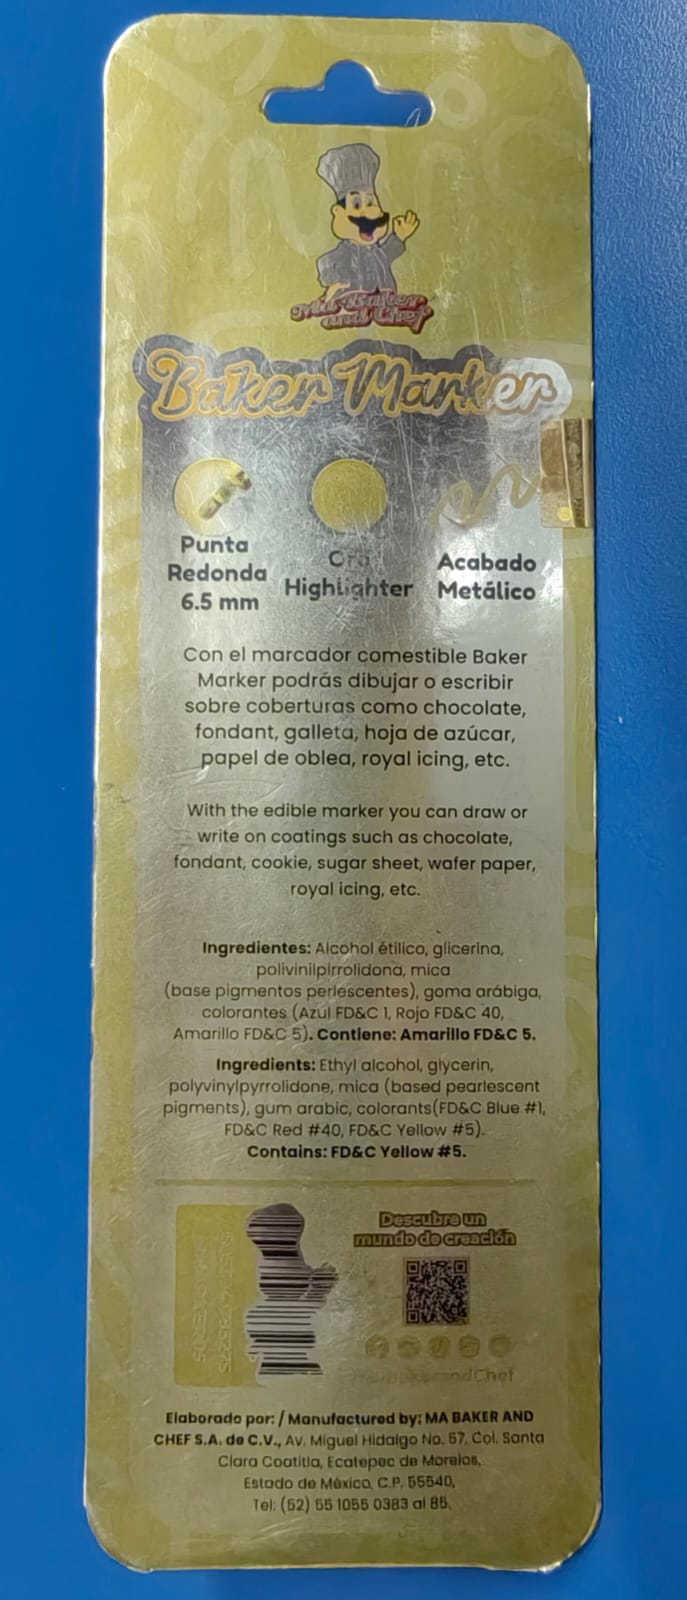 Ma Baker
and Chef
Baker Marker
Punta
Redonda
6.5 mm
Oro
Highlighter
Acabado
Metálico
Con el marcador comestible Baker
Marker podrás dibujar o escribir
sobre coberturas como chocolate,
fondant, galleta, hoja de azúcar,
papel de oblea, royal icing, etc.
With the edible marker you can draw or
write on coatings such as chocolate,
fondant, cookie, sugar sheet, wafer paper,
royal icing, etc.
Ingredientes: Alcohol étilico, glicerina,
polivinilpirrolidona, mica
(base pigmentos perlescentes), goma arábiga,
colorantes (Azul FD&C 1, Rojo FD&C 40,
Amarillo FD&C 5). Contiene: Amarillo FD&C 5.
Ingredients: Ethyl alcohol, glycerin,
polyvinylpyrrolidone, mica (based pearlescent
pigments), gum arabic, colorants(FD&C Blue #1,
FD&C Red #40, FD&C Yellow #5).
Contains: FD&C Yellow #5.
Descubre un
mundo de creación
Elaborado por: / Manufactured by: MA BAKER AND
CHEF S.A. de C.V., Av. Miguel Hidalgo No. 57, Col. Santa
Clara Coatitla, Ecatepec de Morelos,
Estado de México, C.P. 55540,
Tel: (52) 55 1055 0383 al 85.